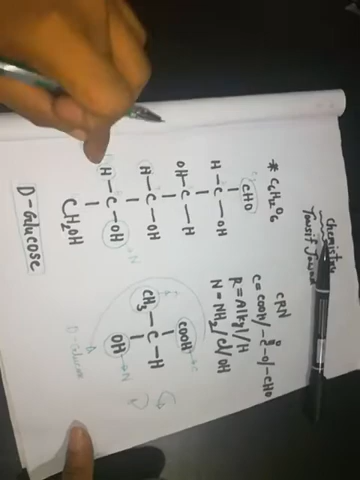 chemistry
Tousif Jawad
* C₆H₁₂O₆
CHO
H — C — OH
OH — C — H
H — C — OH
H — C — OH → N
CH₂OH
D-Glucose
CRN
C = COOH / -C-O / -CHO
R = Alkyl / H
N = NH₂ / Cl / OH
COOH → C
CH₃ — C — H
OH → N
D